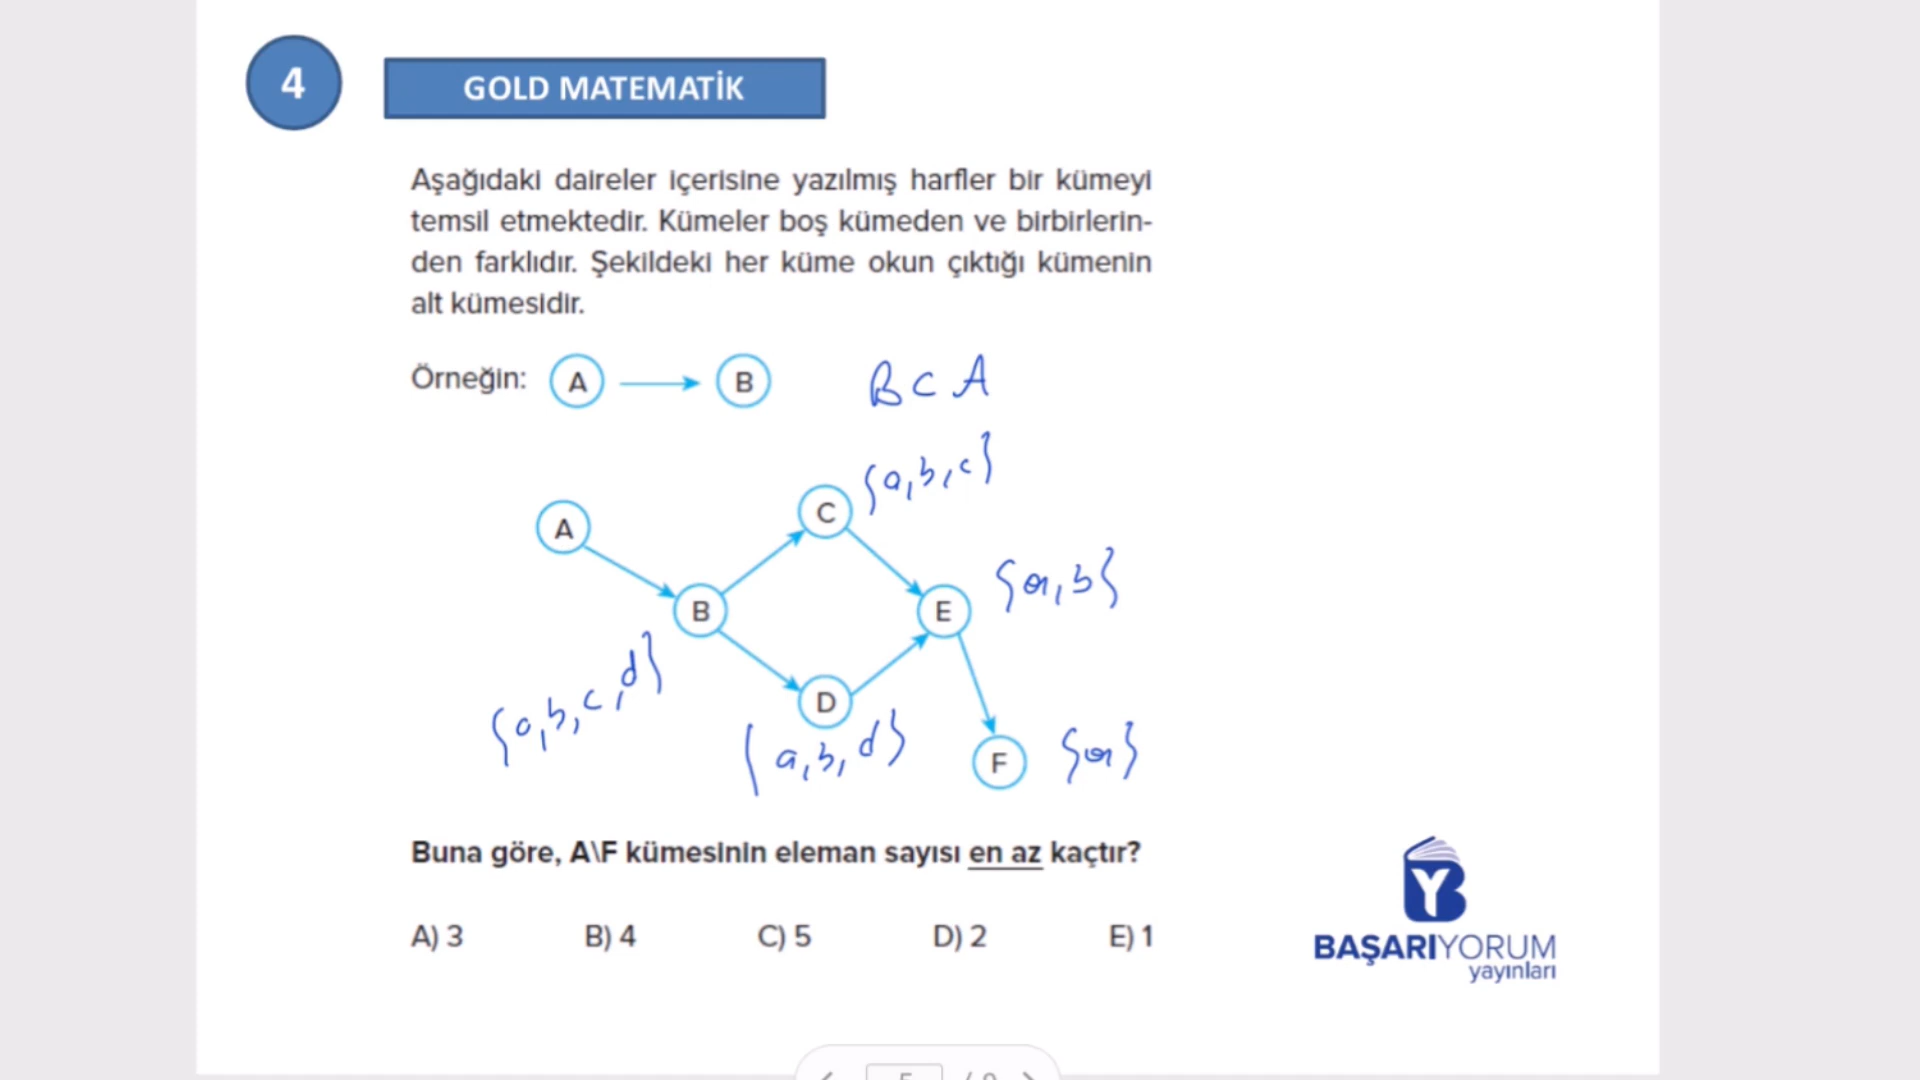 4
GOLD MATEMATİK
Aşağıdaki daireler içerisine yazılmış harfler bir kümeyi
temsil etmektedir. Kümeler boş kümeden ve birbirlerin-
den farklıdır. Şekildeki her küme okun çıktığı kümenin
alt kümesidir.
Örneğin: A B
B ⊂ A
{a,b,c}
C
A
{a,b}
B
E
{a,b,c,d}
D
{a,b,d}
F
{a}
Buna göre, A\F kümesinin eleman sayısı en az kaçtır?
A) 3 B) 4 C) 5 D) 2 E) 1
BAŞARIYORUM
yayınları